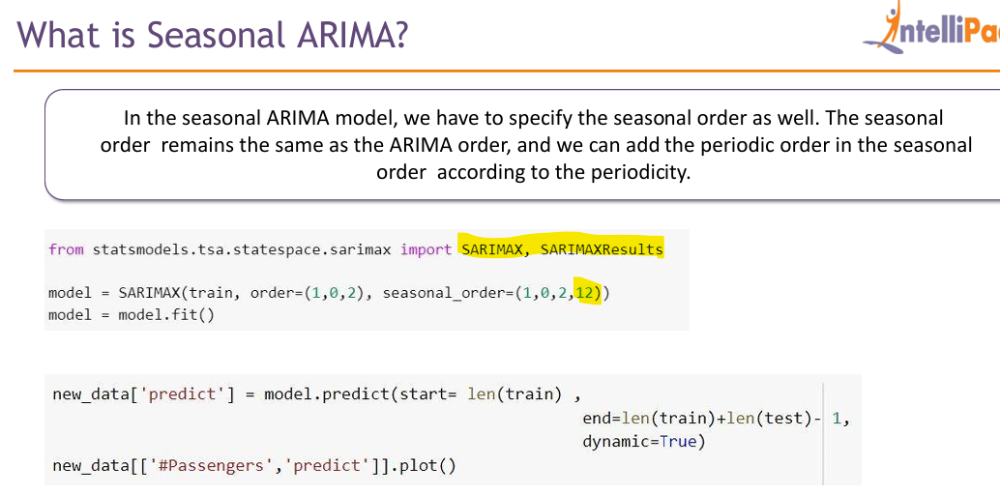 What is Seasonal ARIMA?
IntelliPa
In the seasonal ARIMA model, we have to specify the seasonal order as well. The seasonal
order remains the same as the ARIMA order, and we can add the periodic order in the seasonal
order according to the periodicity.
from statsmodels.tsa.statespace.sarimax import SARIMAX, SARIMAXResults
model = SARIMAX(train, order=(1,0,2), seasonal_order=(1,0,2,12))
model = model.fit()
new_data['predict'] = model.predict(start= len(train) ,
end=len(train)+len(test)- 1,
dynamic=True)
new_data[['#Passengers','predict']].plot()